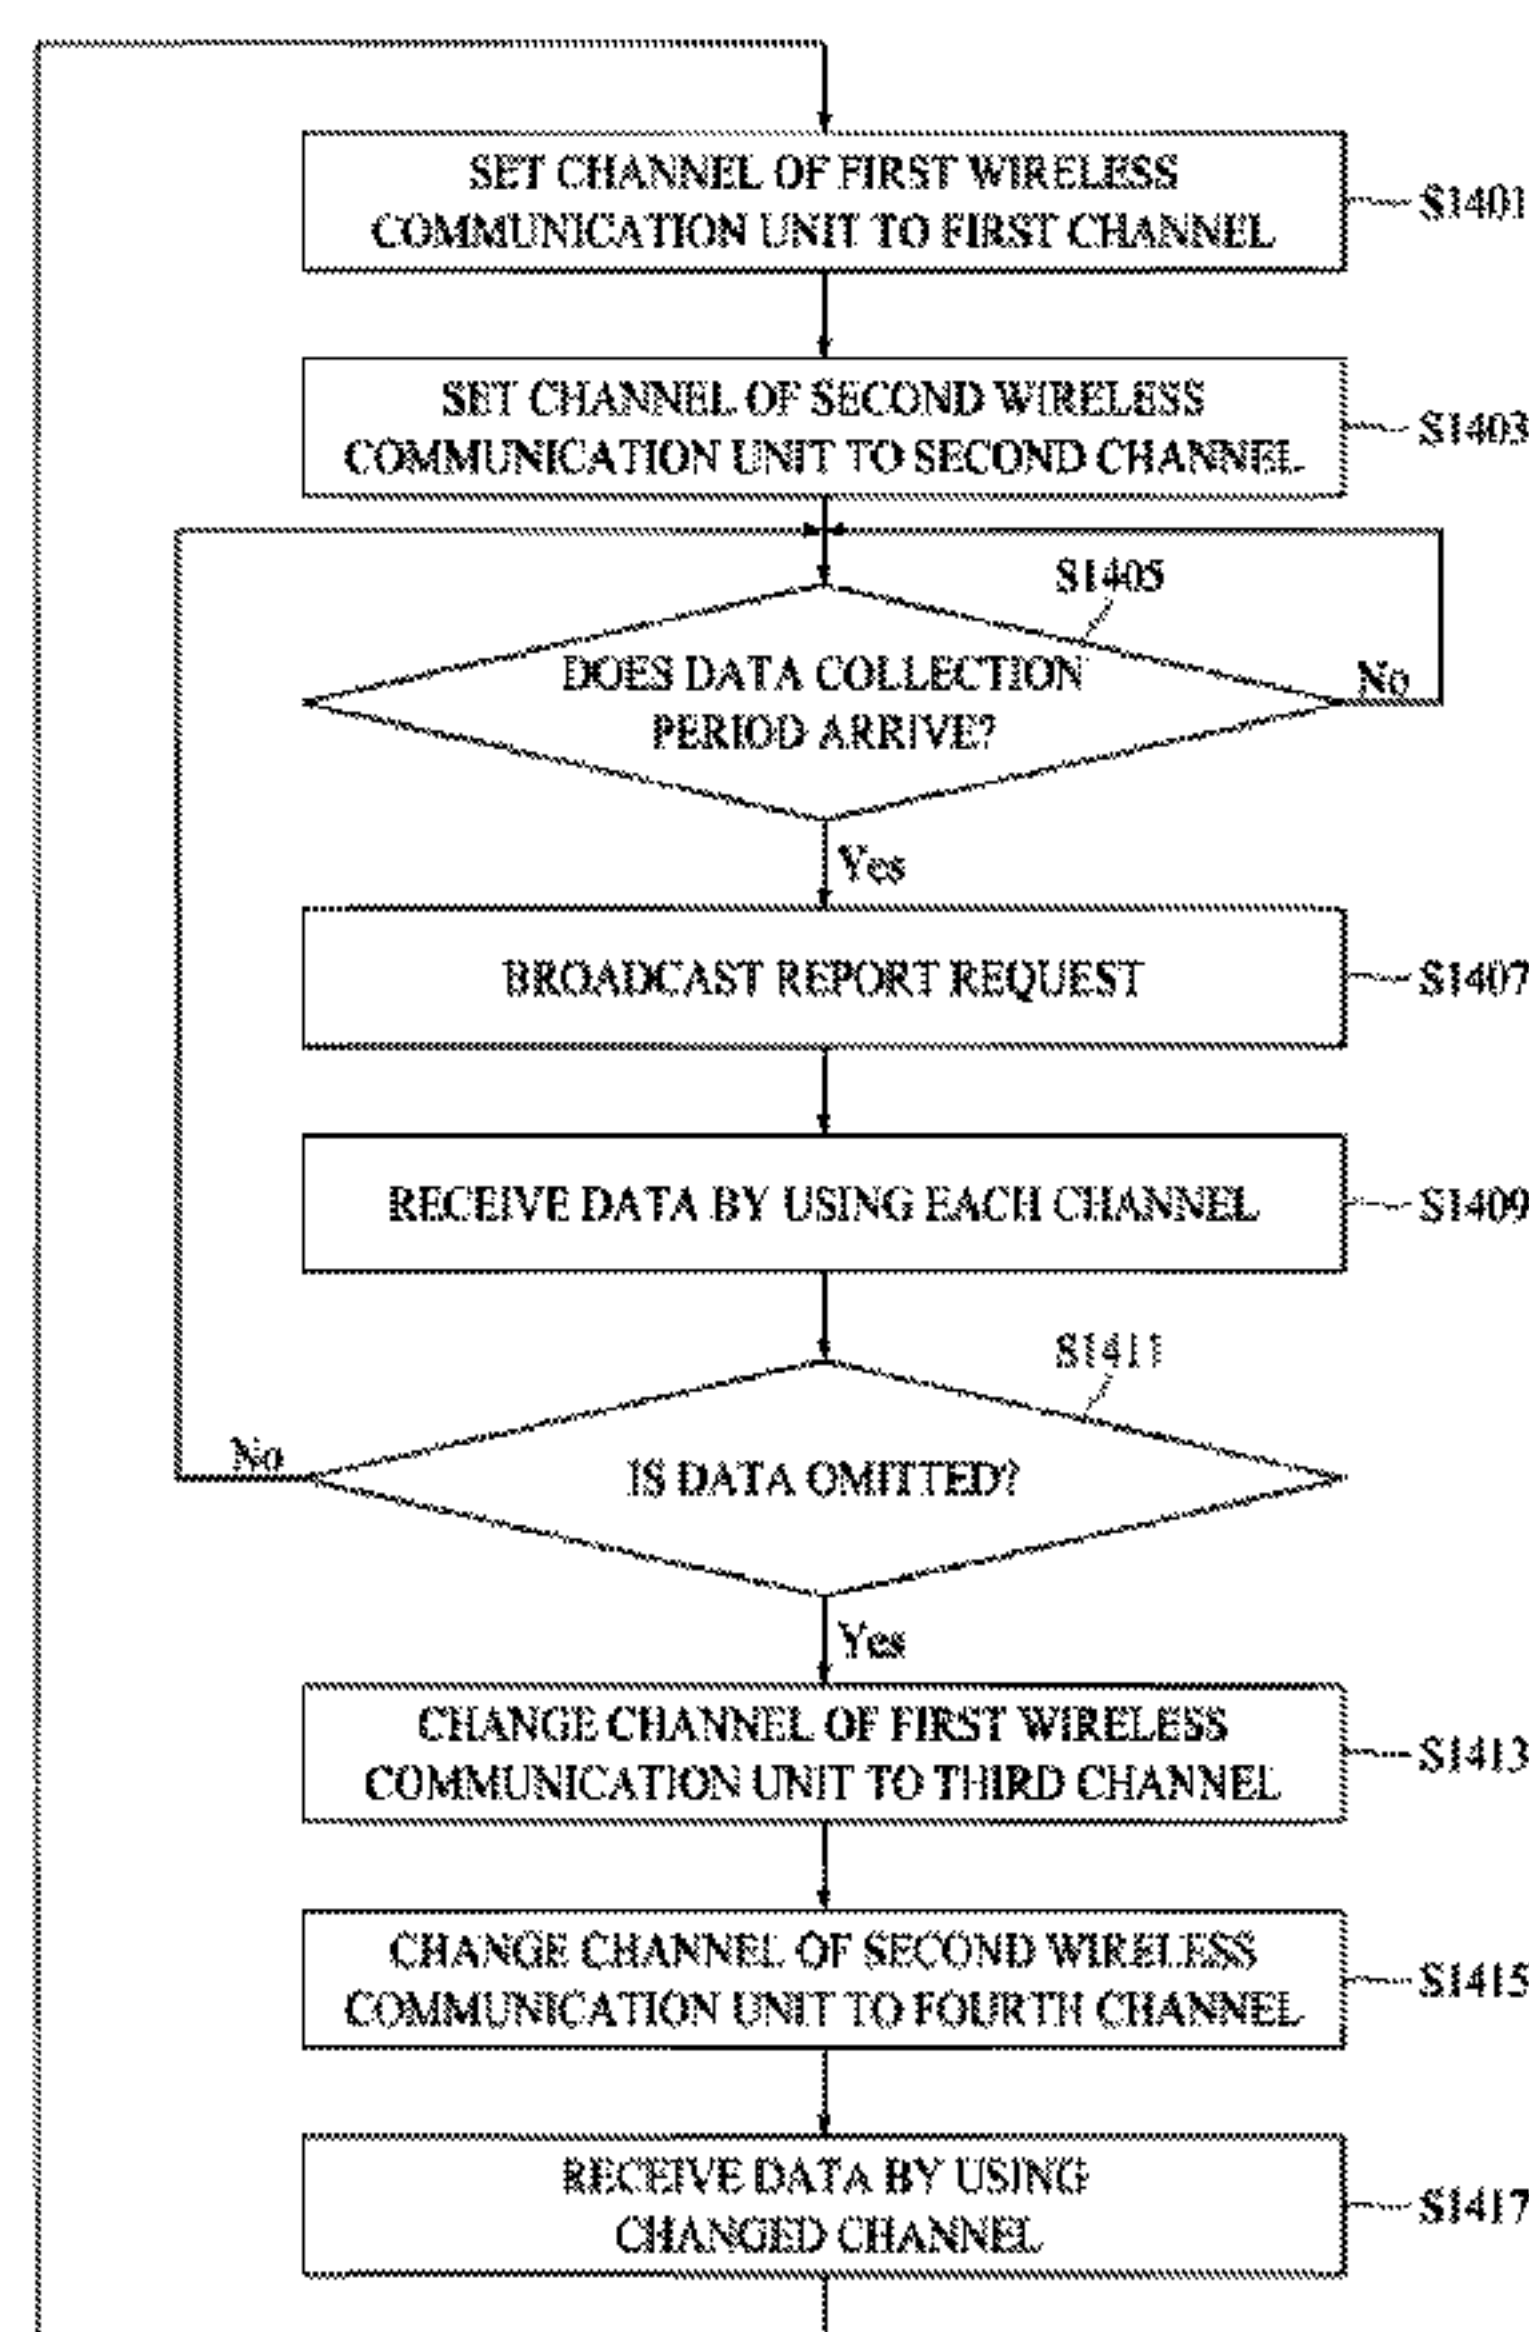 SET CHANNEL OF FIRST WIRELESS
COMMUNICATION UNIT TO FIRST CHANNEL
S1401
SET CHANNEL OF SECOND WIRELESS
COMMUNICATION UNIT TO SECOND CHANNEL
S1403
S1405
DOES DATA COLLECTION
PERIOD ARRIVE?
No
Yes
BROADCAST REPORT REQUEST
S1407
RECEIVE DATA BY USING EACH CHANNEL
S1409
S1411
IS DATA OMITTED?
No
Yes
CHANGE CHANNEL OF FIRST WIRELESS
COMMUNICATION UNIT TO THIRD CHANNEL
S1413
CHANGE CHANNEL OF SECOND WIRELESS
COMMUNICATION UNIT TO FOURTH CHANNEL
S1415
RECEIVE DATA BY USING
CHANGED CHANNEL
S1417